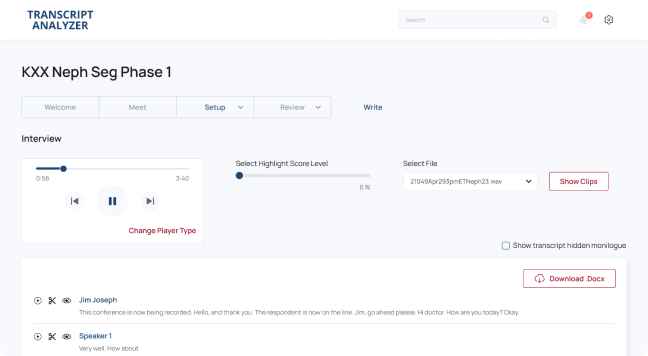 TRANSCRIPT
ANALYZER
Search
1
KXX Neph Seg Phase 1
Welcome
Meet
Setup
Review
Write
Interview
0:56
3:40
Change Player Type
Select Highlight Score Level
0 %
Select File
21049Apr293pmETNeph23.wav
Show Clips
Show transcript hidden monilogue
Download .Docx
Jim Joseph
This conference is now being recorded. Hello, and thank you. The respondent is now on the line. Jim, go ahead please. Hi doctor. How are you today? Okay.
Speaker 1
Very well. How about